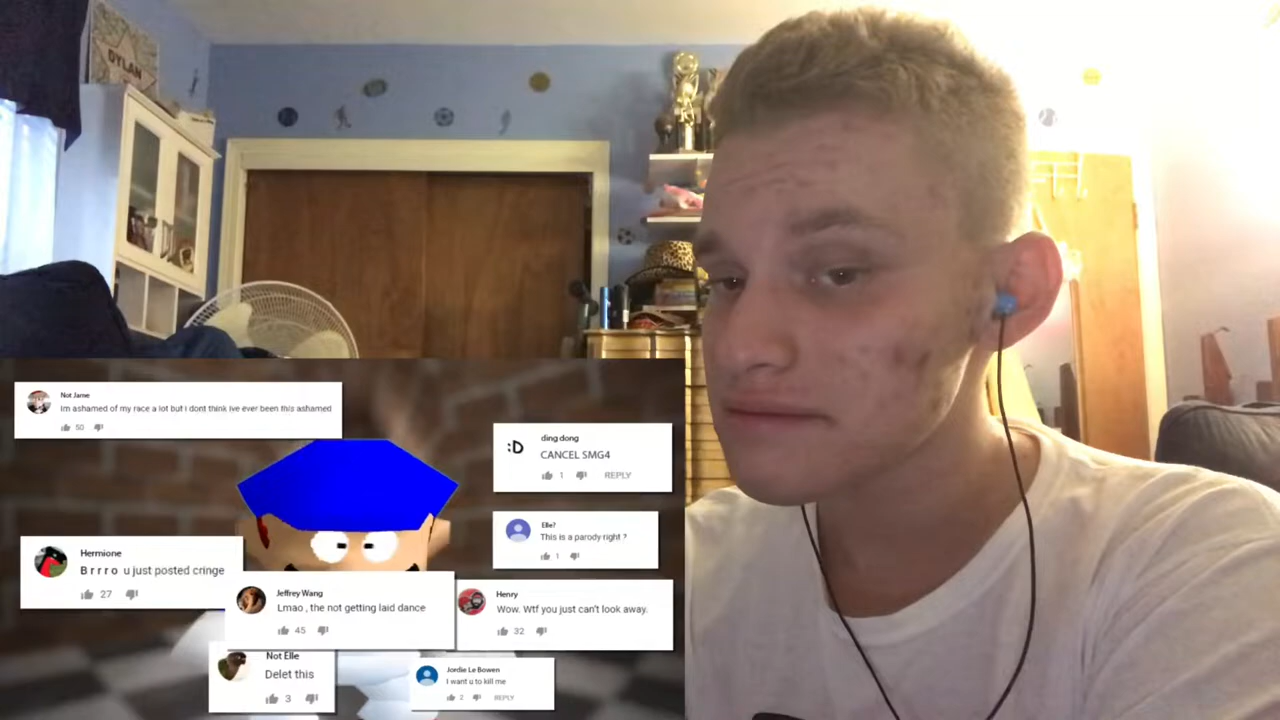 DYLAN
Not Jame
Im ashamed of my race a lot but i dont think ive ever been this ashamed
50
:D
ding dong
CANCEL SMG4
1 REPLY
Elle?
This is a parody right ?
1
Hermione
B r r r o u just posted cringe
27
Jeffrey Wang
Lmao , the not getting laid dance
45
Henry
Wow. Wtf you just can't look away.
32
Not Elle
Delet this
3
Jordie Le Bowen
I want u to kill me
2 REPLY